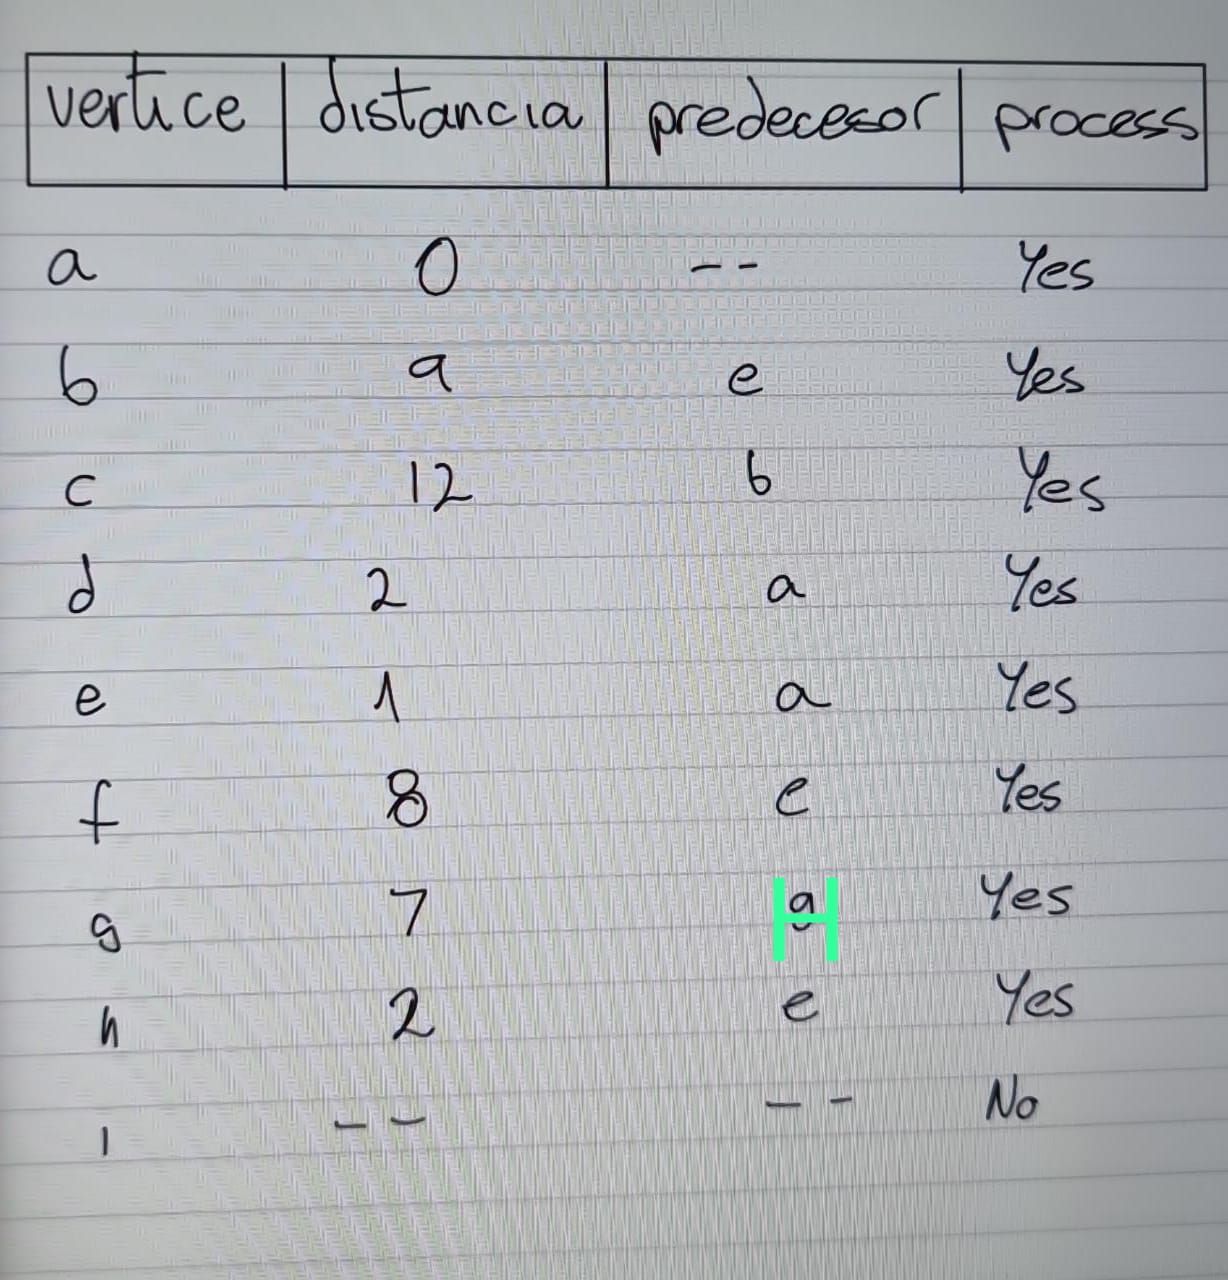 vertice distancia predecesor process
a 0 -- Yes
b 9 e Yes
c 12 b Yes
d 2 a Yes
e 1 a Yes
f 8 e Yes
g 7 H Yes
h 2 e Yes
i -- -- No